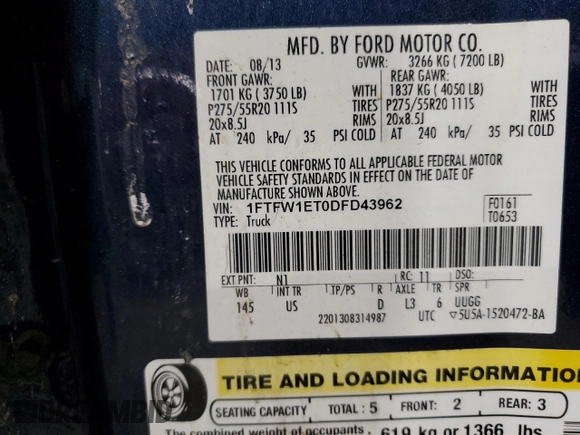 MFD. BY FORD MOTOR CO.
DATE: 08/13 GVWR: 3266 KG ( 7200 LB)
FRONT GAWR: REAR GAWR:
1701 KG ( 3750 LB) 1837 KG ( 4050 LB)
P275/55R20 111S TIRES P275/55R20 111S TIRES
20x8.5J RIMS 20x8.5J RIMS
AT 240 kPa/ 35 PSI COLD AT 240 kPa/ 35 PSI COLD
THIS VEHICLE CONFORMS TO ALL APPLICABLE FEDERAL MOTOR
VEHICLE SAFETY STANDARDS IN EFFECT ON THE DATE OF
MANUFACTURE SHOWN ABOVE.
VIN: 1FTFW1ET0DFD43962 F0161
TYPE: Truck T0653
EXT PNT: N1 RC: 11 DSO:
WB INT TR TP/PS R AXLE TR SPR
145 US D L3 6 UUGG
2201308314987 UTC ▽5U5A-1520472-BA
TIRE AND LOADING INFORMATION
SEATING CAPACITY TOTAL : 5 FRONT: 2 REAR: 3
The combined weight of occupants 619 kg or 1366 lbs